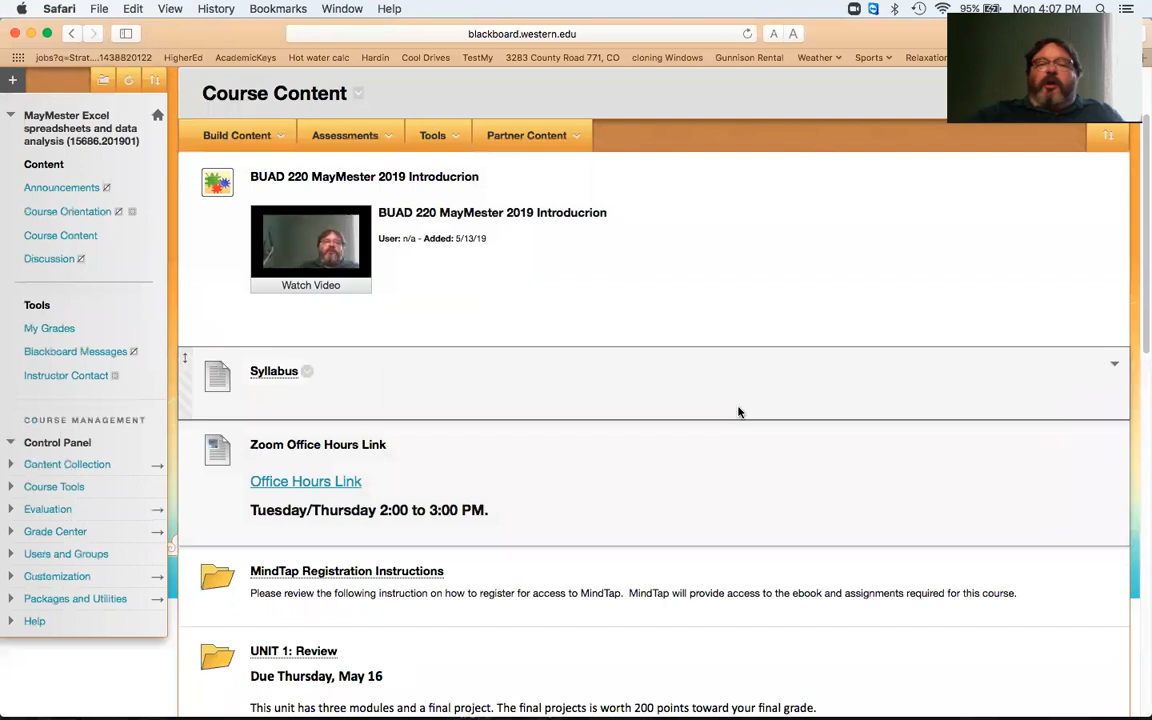 Safari File Edit View History Bookmarks Window Help 95% Mon 4:07 PM
blackboard.western.edu A A
jobs?q=Strat....1438820122 HigherEd AcademicKeys Hot water calc Hardin Cool Drives TestMy 3283 County Road 771, CO cloning Windows Gunnison Rental Weather Sports Relaxation
+
MayMester Excel
spreadsheets and data
analysis (15686.201901)
Content
Announcements
Course Orientation
Course Content
Discussion
Tools
My Grades
Blackboard Messages
Instructor Contact
COURSE MANAGEMENT
Control Panel
Content Collection
Course Tools
Evaluation
Grade Center
Users and Groups
Customization
Packages and Utilities
Help
Course Content
Build Content Assessments Tools Partner Content
BUAD 220 MayMester 2019 Introducrion
BUAD 220 MayMester 2019 Introducrion
User: n/a - Added: 5/13/19
Watch Video
Syllabus
Zoom Office Hours Link
Office Hours Link
Tuesday/Thursday 2:00 to 3:00 PM.
MindTap Registration Instructions
Please review the following instruction on how to register for access to MindTap. MindTap will provide access to the ebook and assignments required for this course.
UNIT 1: Review
Due Thursday, May 16
This unit has three modules and a final project. The final projects is worth 200 points toward your final grade.